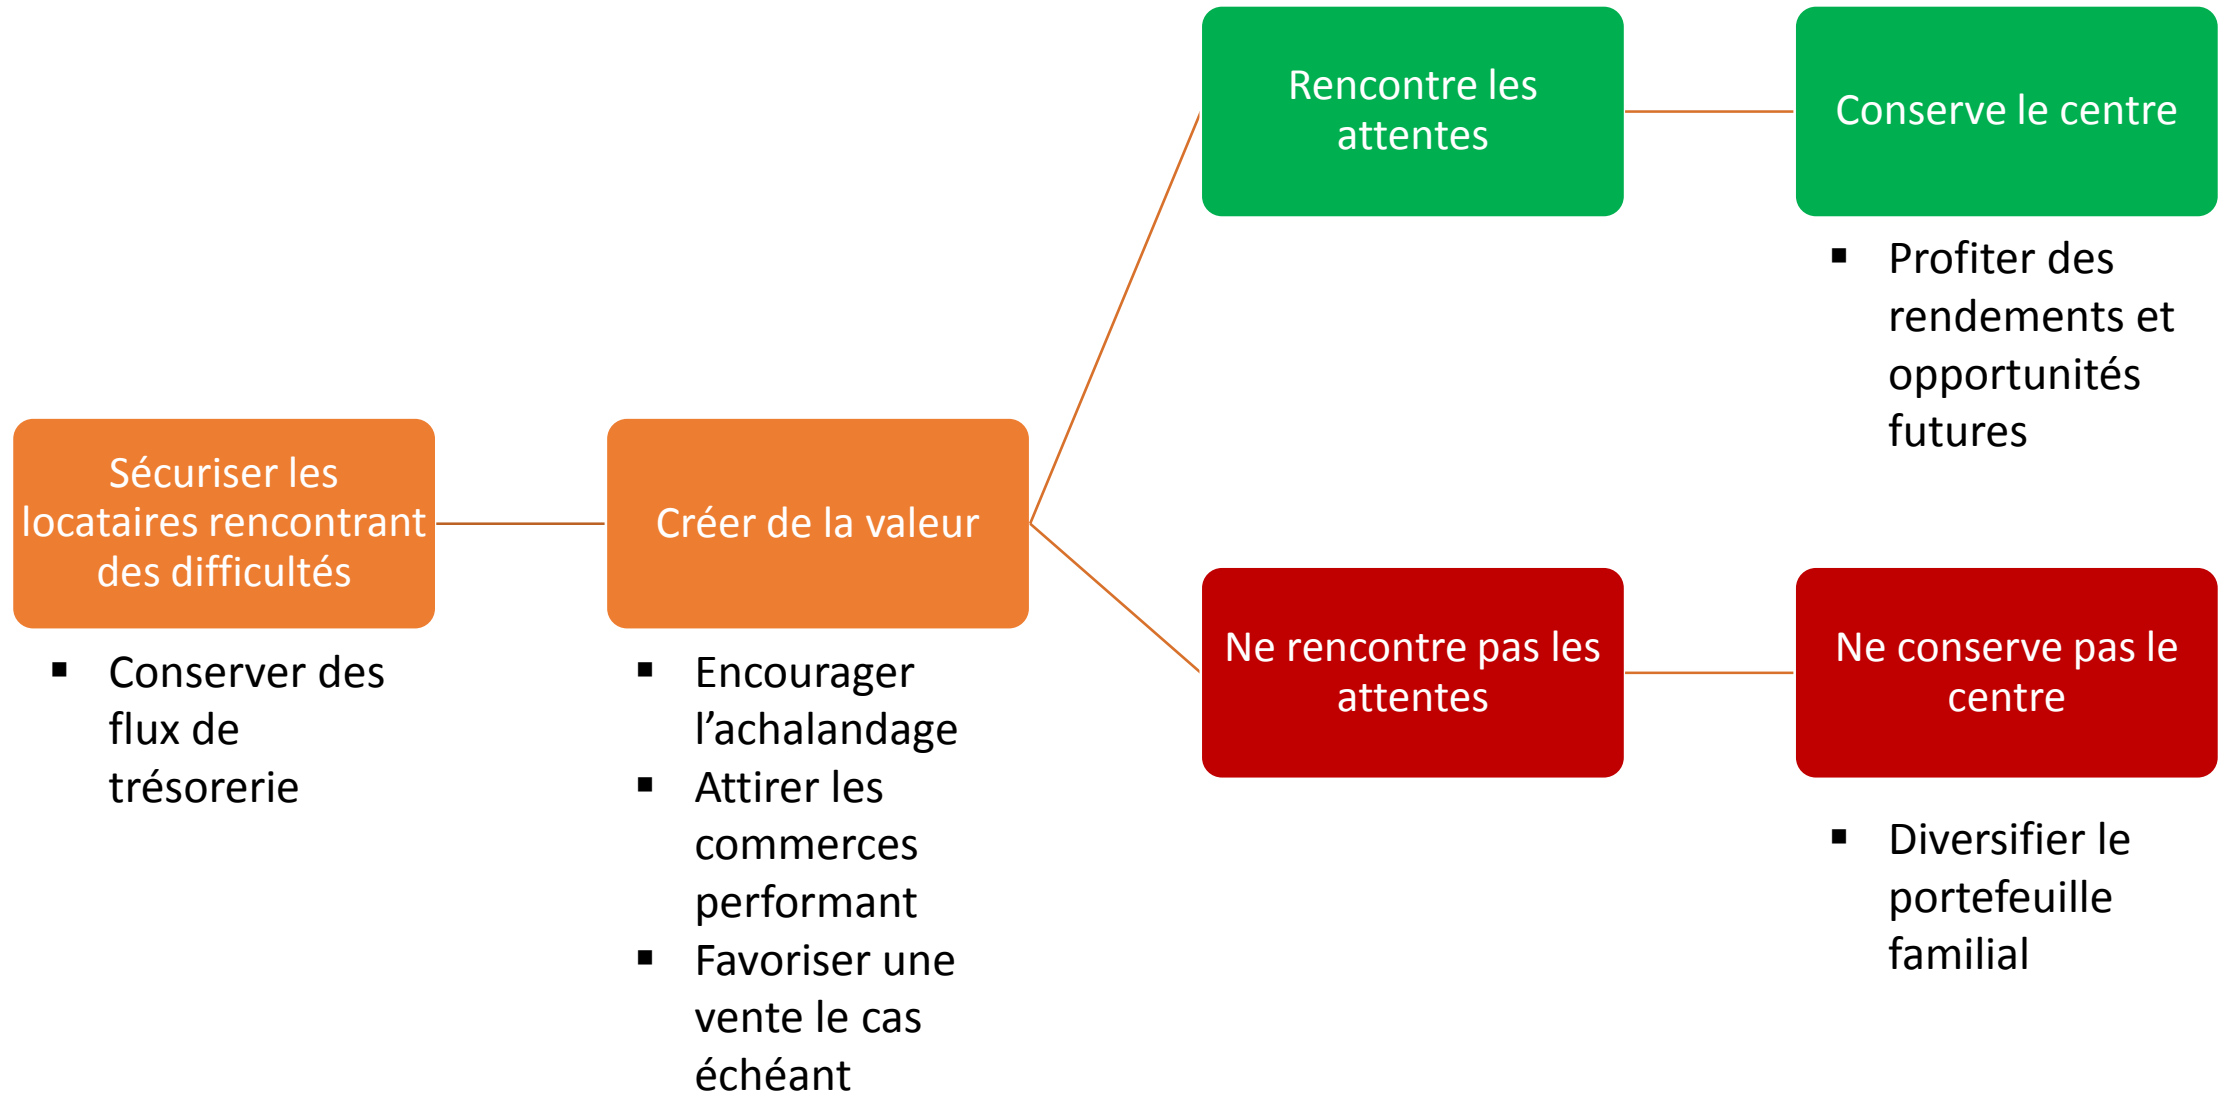 Sécuriser les
locataires rencontrant
des difficultés
▪ Conserver des
flux de
trésorerie
Créer de la valeur
▪ Encourager
l’achalandage
▪ Attirer les
commerces
performant
▪ Favoriser une
vente le cas
échéant
Rencontre les
attentes
Conserve le centre
▪ Profiter des
rendements et
opportunités
futures
Ne rencontre pas les
attentes
Ne conserve pas le
centre
▪ Diversifier le
portefeuille
familial